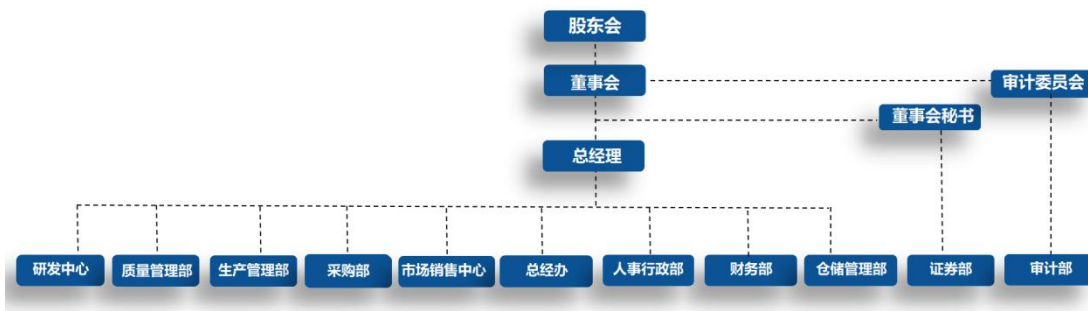 股东会
董事会
审计委员会
董事会秘书
总经理
研发中心
质量管理部
生产管理部
采购部
市场销售中心
总经办
人事行政部
财务部
仓储管理部
证券部
审计部